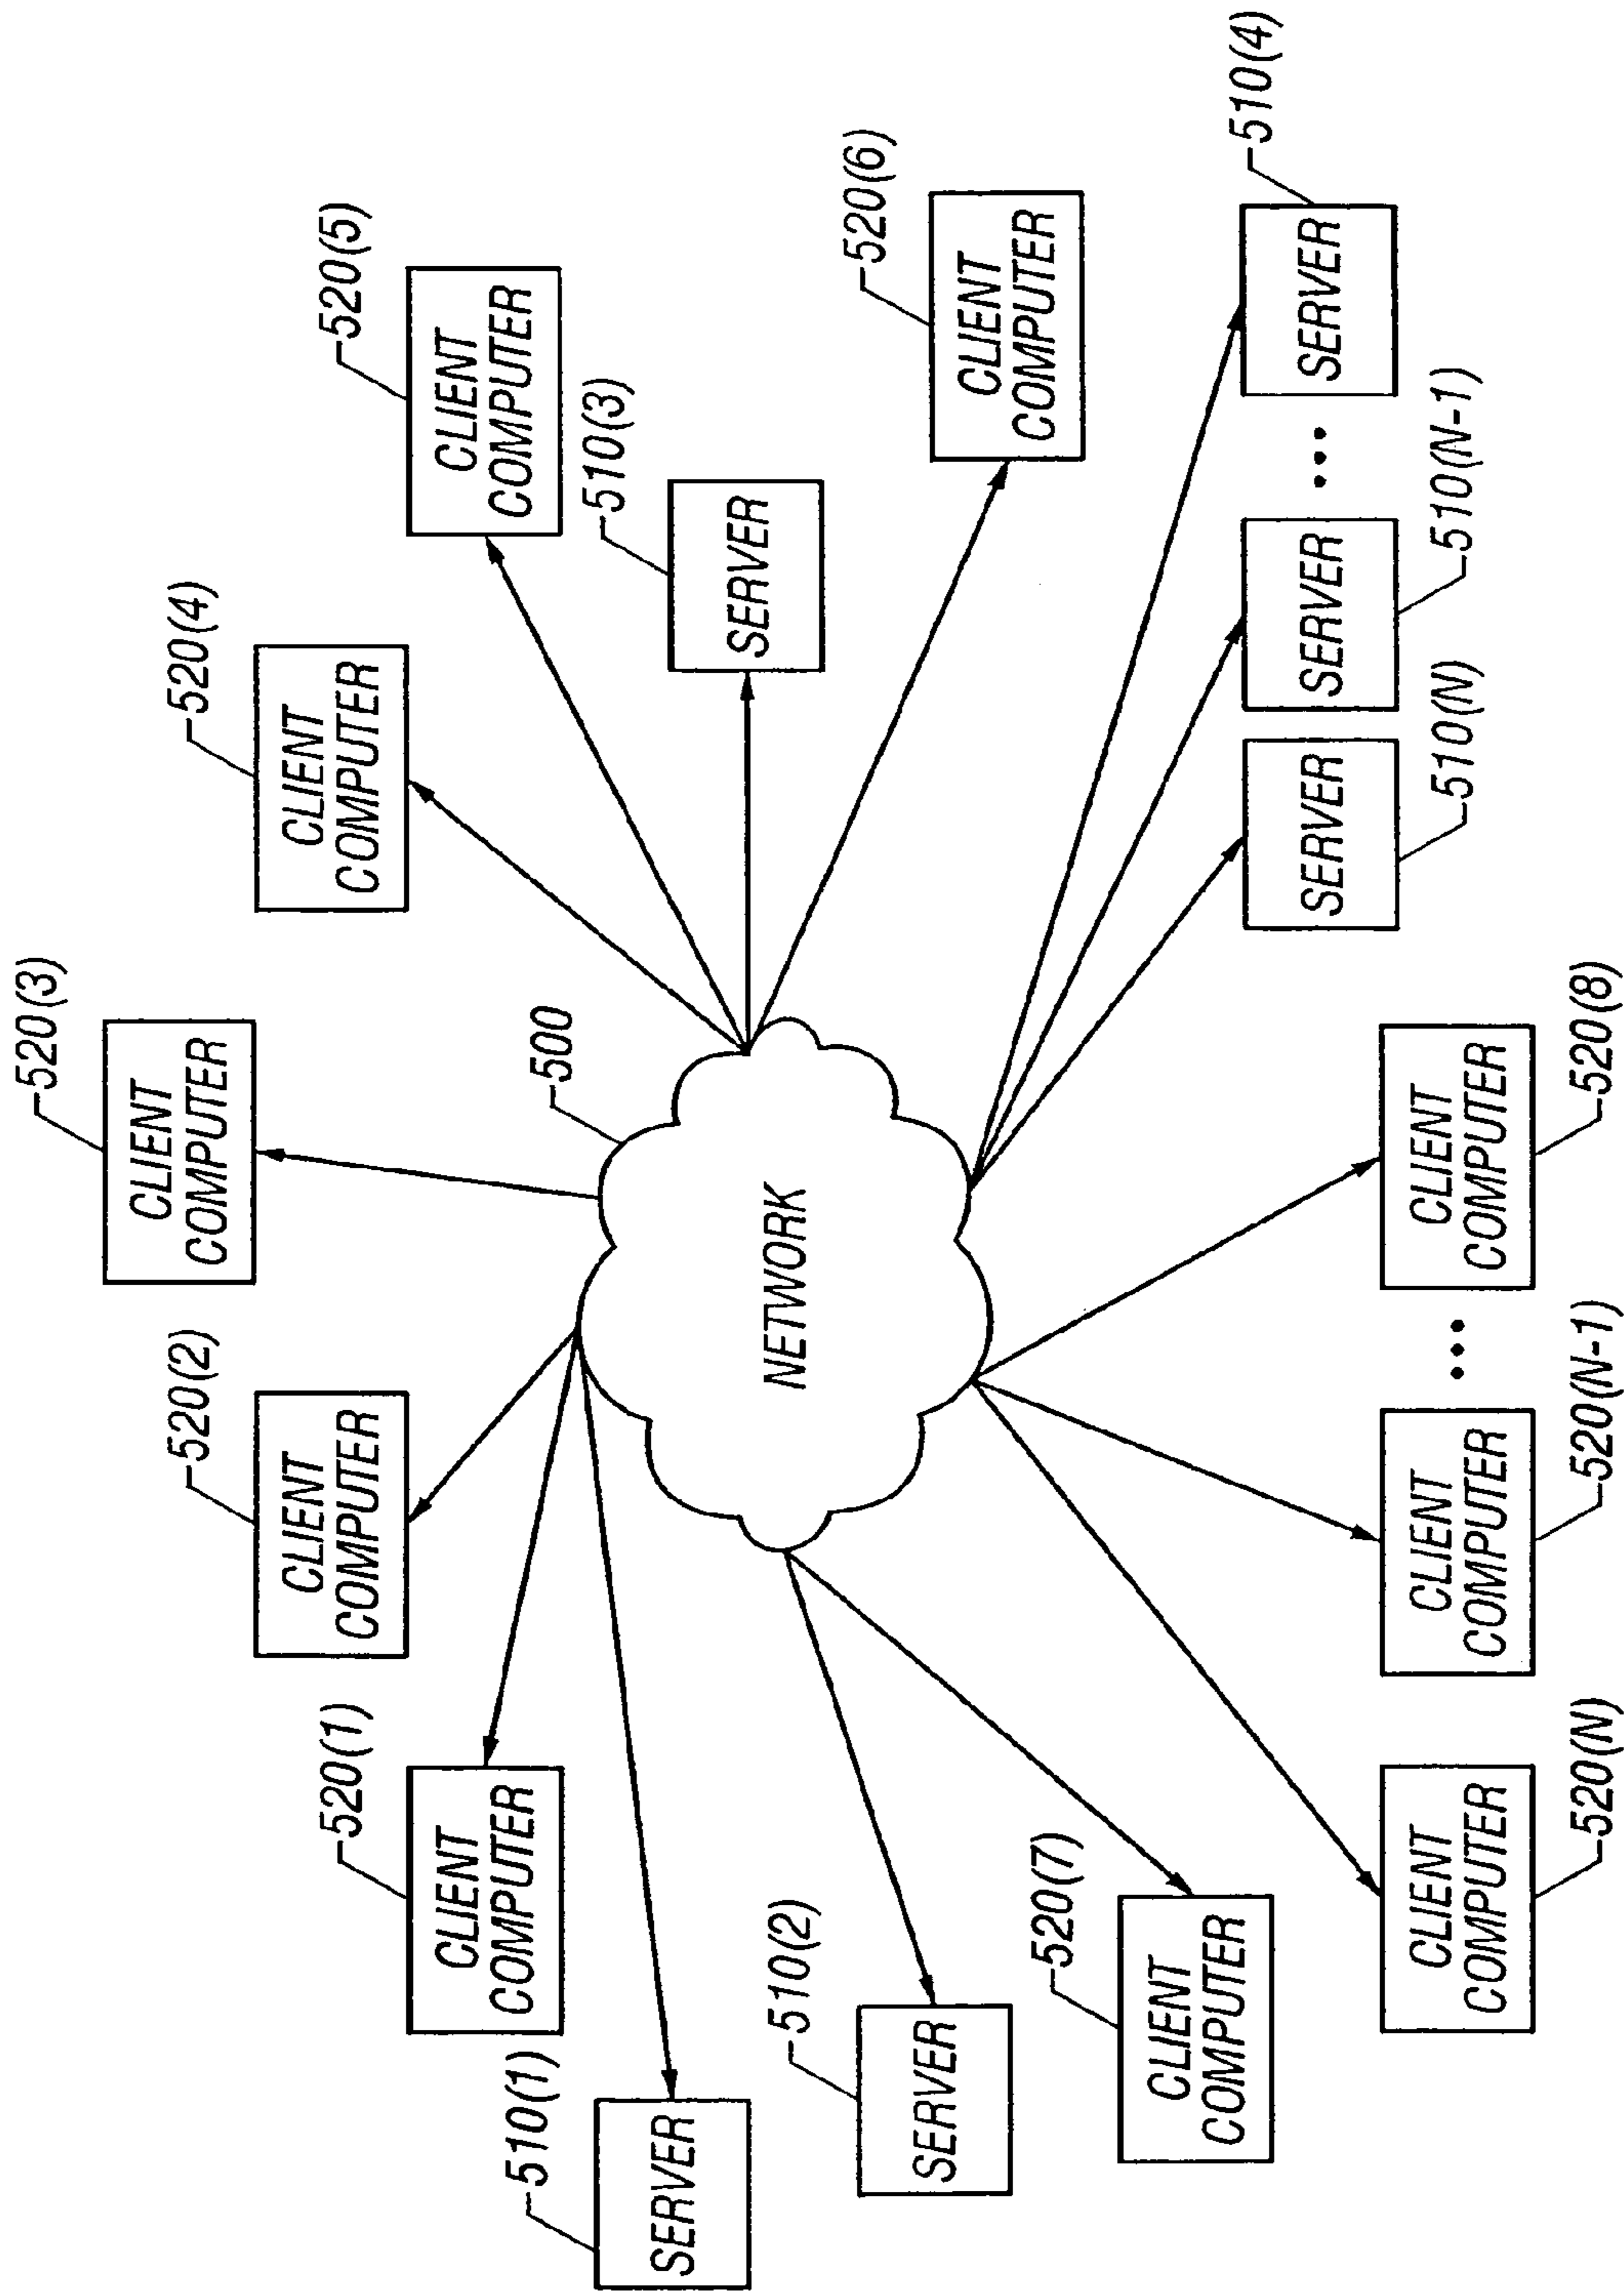 520(3)
CLIENT
COMPUTER
520(2)
CLIENT
COMPUTER
520(4)
CLIENT
COMPUTER
520(1)
CLIENT
COMPUTER
520(5)
CLIENT
COMPUTER
510(1)
SERVER
500
NETWORK
510(3)
SERVER
510(2)
SERVER
520(6)
CLIENT
COMPUTER
520(7)
CLIENT
COMPUTER
SERVER
510(N)
SERVER
510(N-1)
•••
SERVER
510(4)
CLIENT
COMPUTER
520(N)
CLIENT
COMPUTER
520(N-1)
•••
CLIENT
COMPUTER
520(8)